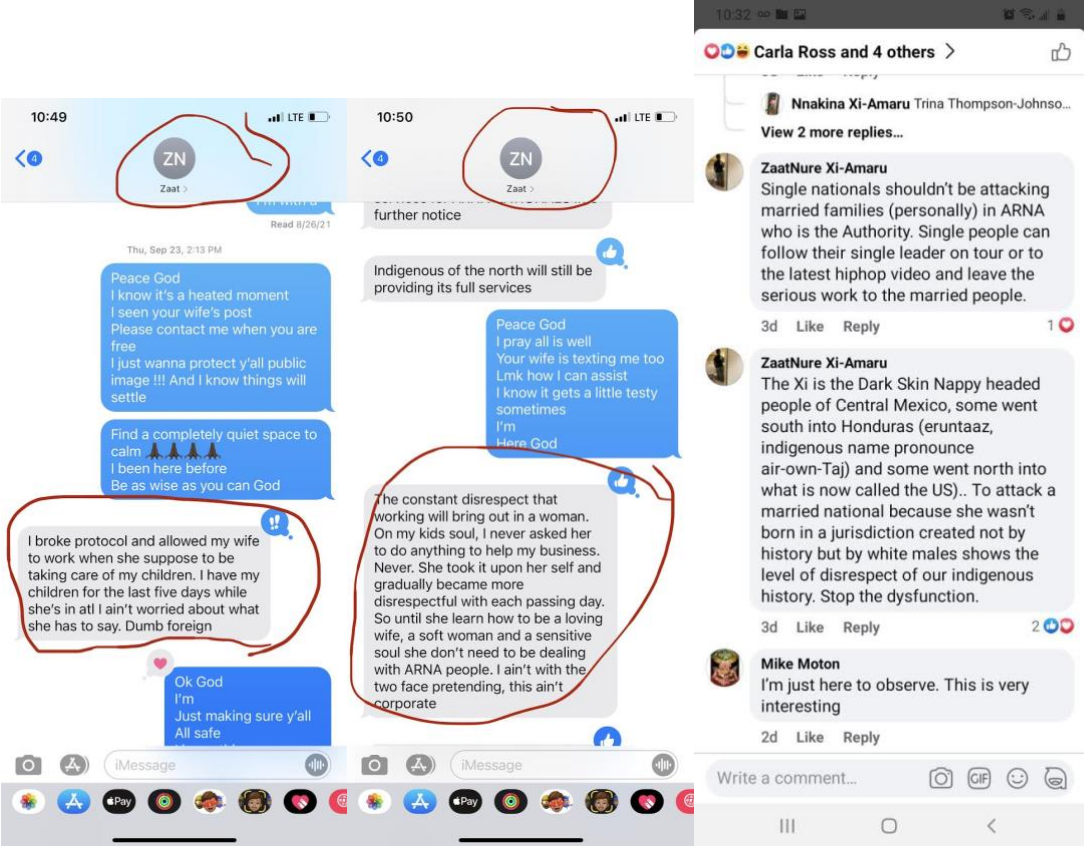 10:49
LTE
4
ZN
Zaat >
I'm with a
Read 8/26/21
Thu, Sep 23, 2:13 PM
Peace God
I know it's a heated moment
I seen your wife's post
Please contact me when you are
free
I just wanna protect y'all public
image !!! And I know things will
settle
Find a completely quiet space to
calm 🙏🏿🙏🏿🙏🏿🙏🏿
I been here before
Be as wise as you can God
I broke protocol and allowed my wife
to work when she suppose to be
taking care of my children. I have my
children for the last five days while
she's in atl I ain't worried about what
she has to say. Dumb foreign
Ok God
I'm
Just making sure y'all
All safe
iMessage
Pay
10:50
LTE
4
ZN
Zaat >
further notice
Indigenous of the north will still be
providing its full services
Peace God
I pray all is well
Your wife is texting me too
Lmk how I can assist
I know it gets a little testy
sometimes
I'm
Here God
The constant disrespect that
working will bring out in a woman.
On my kids soul, I never asked her
to do anything to help my business.
Never. She took it upon her self and
gradually became more
disrespectful with each passing day.
So until she learn how to be a loving
wife, a soft woman and a sensitive
soul she don't need to be dealing
with ARNA people. I ain't with the
two face pretending, this ain't
corporate
iMessage
Pay
10:32
Carla Ross and 4 others >
Nnakina Xi-Amaru Trina Thompson-Johnso...
View 2 more replies...
ZaatNure Xi-Amaru
Single nationals shouldn't be attacking
married families (personally) in ARNA
who is the Authority. Single people can
follow their single leader on tour or to
the latest hiphop video and leave the
serious work to the married people.
3d Like Reply 1
ZaatNure Xi-Amaru
The Xi is the Dark Skin Nappy headed
people of Central Mexico, some went
south into Honduras (eruntaaz,
indigenous name pronounce
air-own-Taj) and some went north into
what is now called the US).. To attack a
married national because she wasn't
born in a jurisdiction created not by
history but by white males shows the
level of disrespect of our indigenous
history. Stop the dysfunction.
3d Like Reply 2
Mike Moton
I'm just here to observe. This is very
interesting
2d Like Reply
Write a comment...
GIF